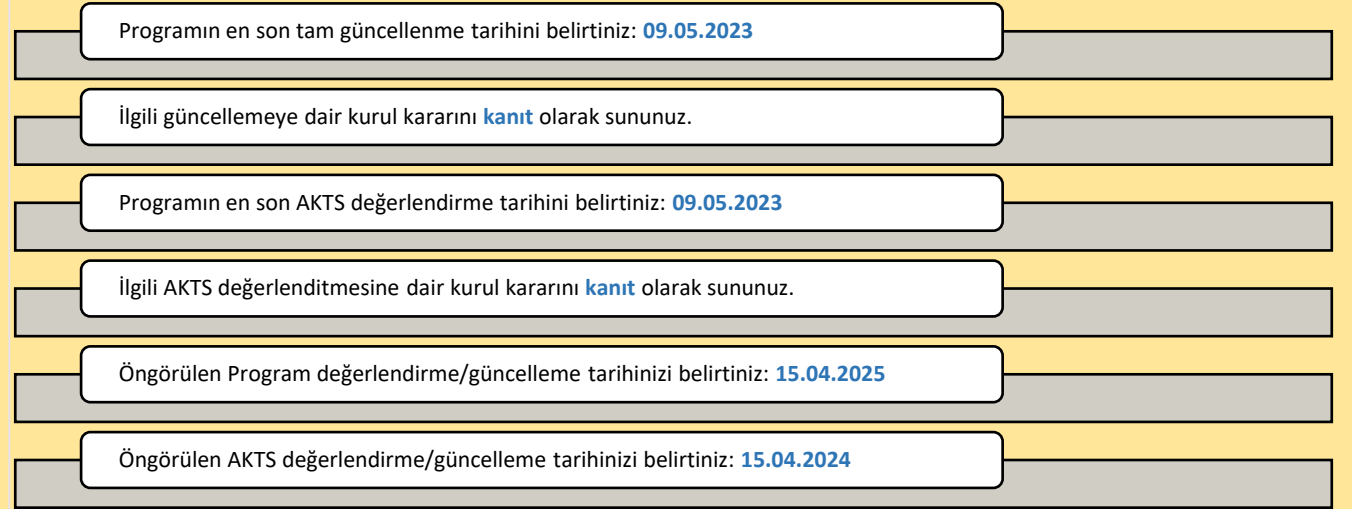 Programın en son tam güncellenme tarihini belirtiniz: 09.05.2023
İlgili güncellemeye dair kurul kararını kanıt olarak sununuz.
Programın en son AKTS değerlendirme tarihini belirtiniz: 09.05.2023
İlgili AKTS değerlenditmesine dair kurul kararını kanıt olarak sununuz.
Öngörülen Program değerlendirme/güncelleme tarihinizi belirtiniz: 15.04.2025
Öngörülen AKTS değerlendirme/güncelleme tarihinizi belirtiniz: 15.04.2024